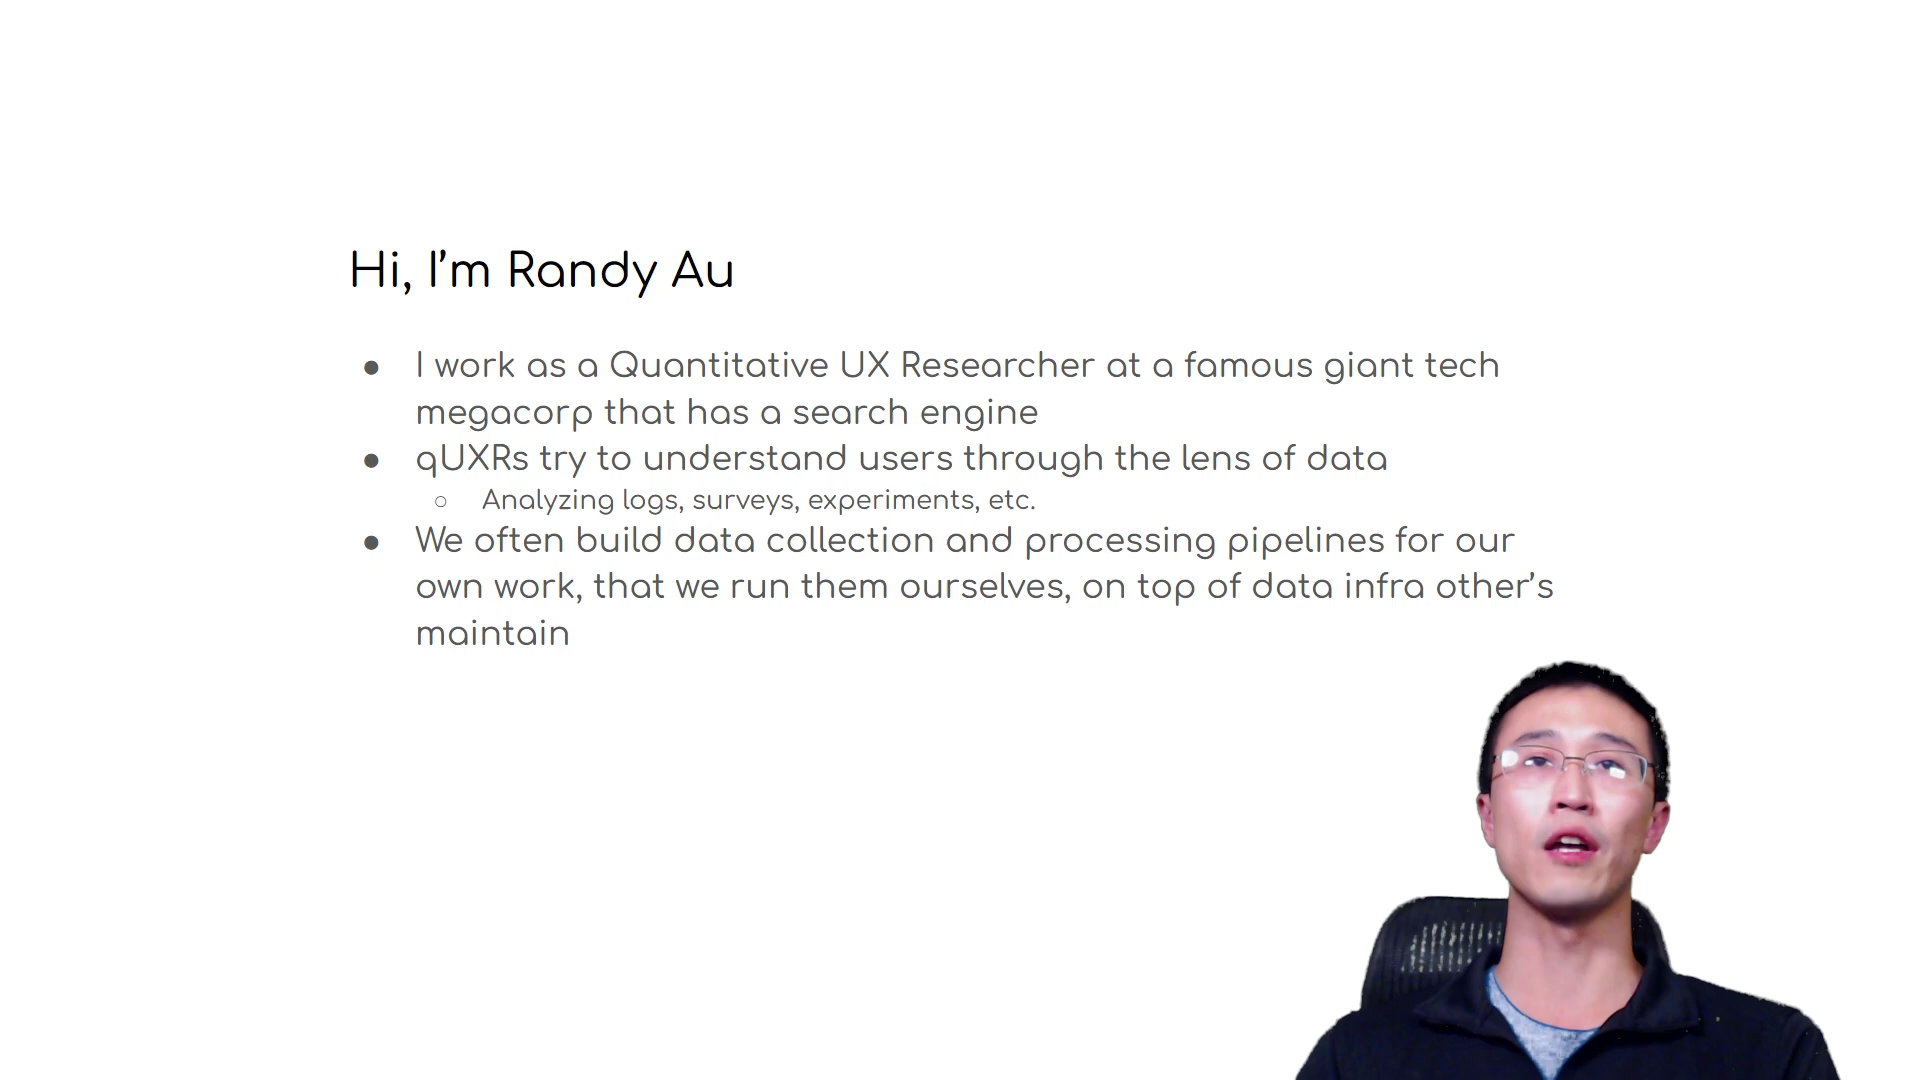 Hi, I’m Randy Au
● I work as a Quantitative UX Researcher at a famous giant tech
megacorp that has a search engine
● qUXRs try to understand users through the lens of data
○ Analyzing logs, surveys, experiments, etc.
● We often build data collection and processing pipelines for our
own work, that we run them ourselves, on top of data infra other’s
maintain